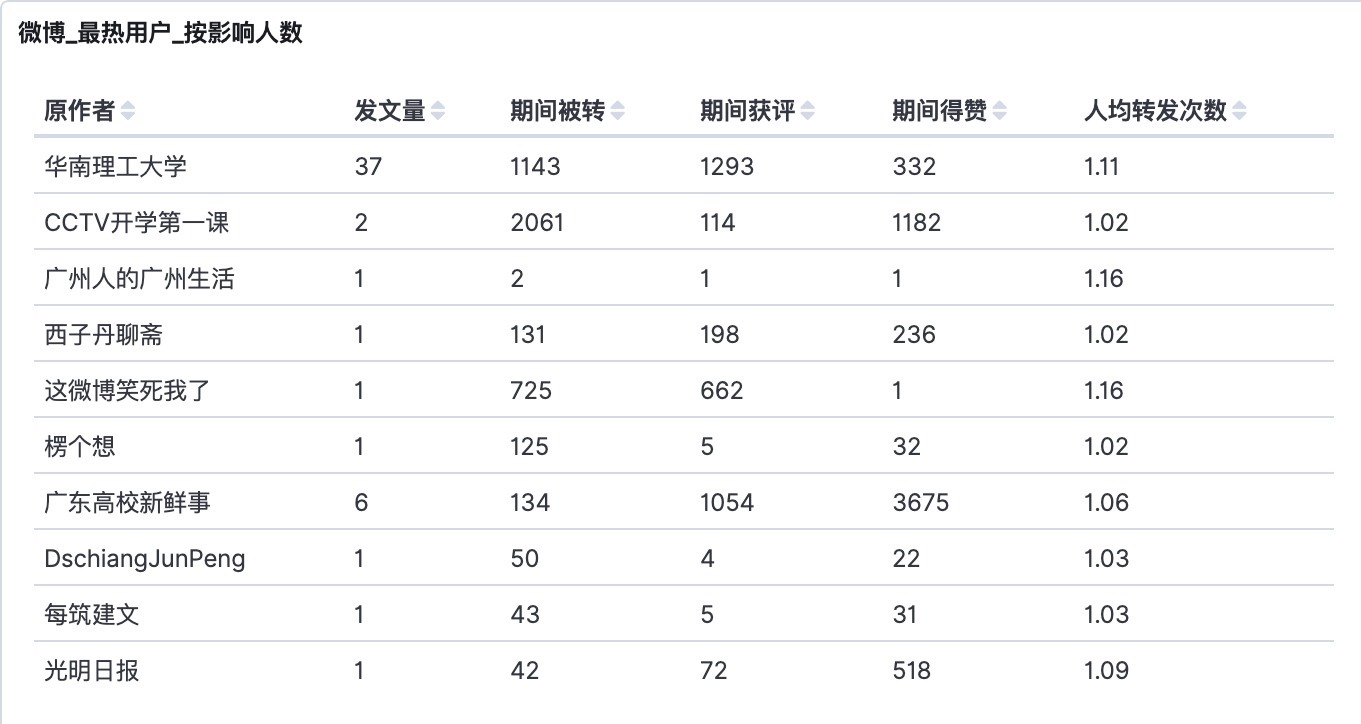 微博_最热用户_按影响人数
原作者 发文量 期间被转 期间获评 期间得赞 人均转发次数
华南理工大学 37 1143 1293 332 1.11
CCTV开学第一课 2 2061 114 1182 1.02
广州人的广州生活 1 2 1 1 1.16
西子丹聊斋 1 131 198 236 1.02
这微博笑死我了 1 725 662 1 1.16
楞个想 1 125 5 32 1.02
广东高校新鲜事 6 134 1054 3675 1.06
DschiangJunPeng 1 50 4 22 1.03
每筑建文 1 43 5 31 1.03
光明日报 1 42 72 518 1.09